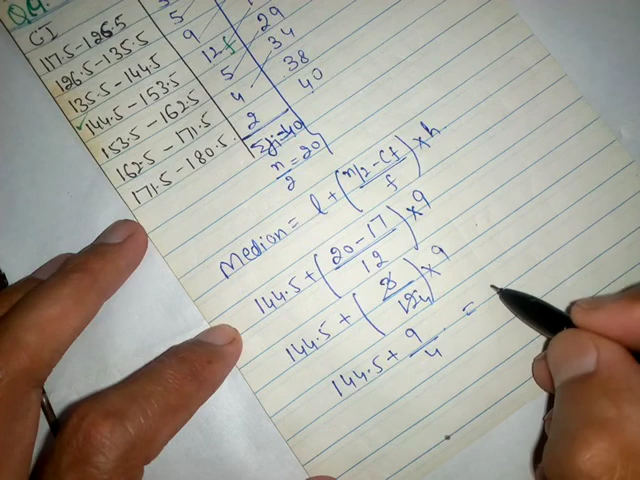 Q4.
CI
117.5-126.5 5
126.5-135.5 9
135.5-144.5 12 f 29
✓144.5-153.5 5 34
153.5-162.5 4 38
162.5-171.5 2 40
171.5-180.5 Σfi=40
n/2 = 20
Median = l + (n/2-Cf/f) × h
144.5 + (20-17/12) × 9
144.5 + (3/12 4) × 9
144.5 + 9/4 =